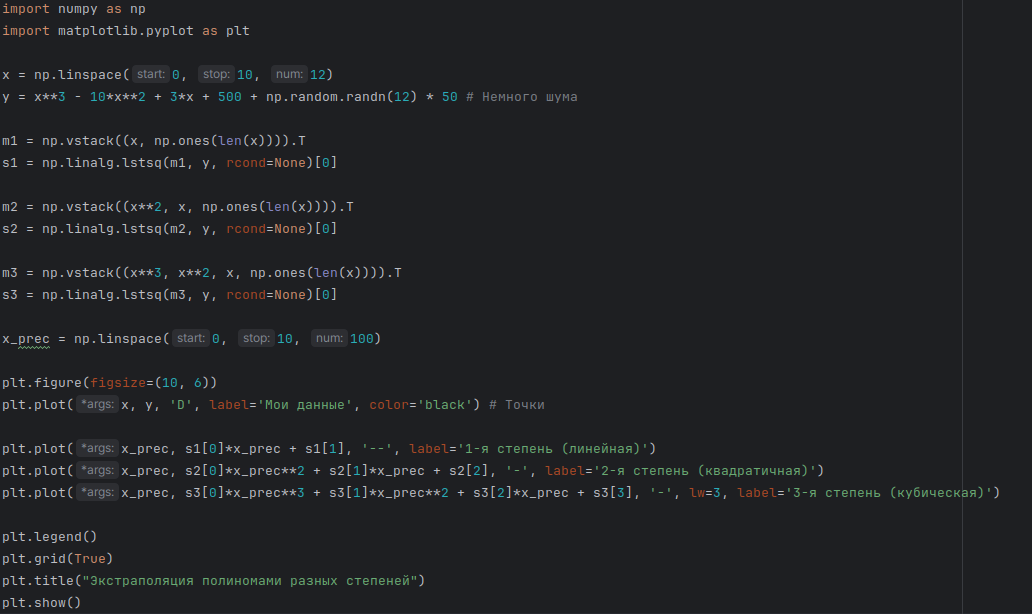 import numpy as np
import matplotlib.pyplot as plt
x = np.linspace( start: 0, stop: 10, num: 12)
y = x**3 - 10*x**2 + 3*x + 500 + np.random.randn(12) * 50 # Немного шума
m1 = np.vstack((x, np.ones(len(x)))).T
s1 = np.linalg.lstsq(m1, y, rcond=None)[0]
m2 = np.vstack((x**2, x, np.ones(len(x)))).T
s2 = np.linalg.lstsq(m2, y, rcond=None)[0]
m3 = np.vstack((x**3, x**2, x, np.ones(len(x)))).T
s3 = np.linalg.lstsq(m3, y, rcond=None)[0]
x_prec = np.linspace( start: 0, stop: 10, num: 100)
plt.figure(figsize=(10, 6))
plt.plot( *args: x, y, 'D', label='Мои данные', color='black') # Точки
plt.plot( *args: x_prec, s1[0]*x_prec + s1[1], '--', label='1-я степень (линейная)')
plt.plot( *args: x_prec, s2[0]*x_prec**2 + s2[1]*x_prec + s2[2], '-', label='2-я степень (квадратичная)')
plt.plot( *args: x_prec, s3[0]*x_prec**3 + s3[1]*x_prec**2 + s3[2]*x_prec + s3[3], '-', lw=3, label='3-я степень (кубическая)')
plt.legend()
plt.grid(True)
plt.title("Экстраполяция полиномами разных степеней")
plt.show()